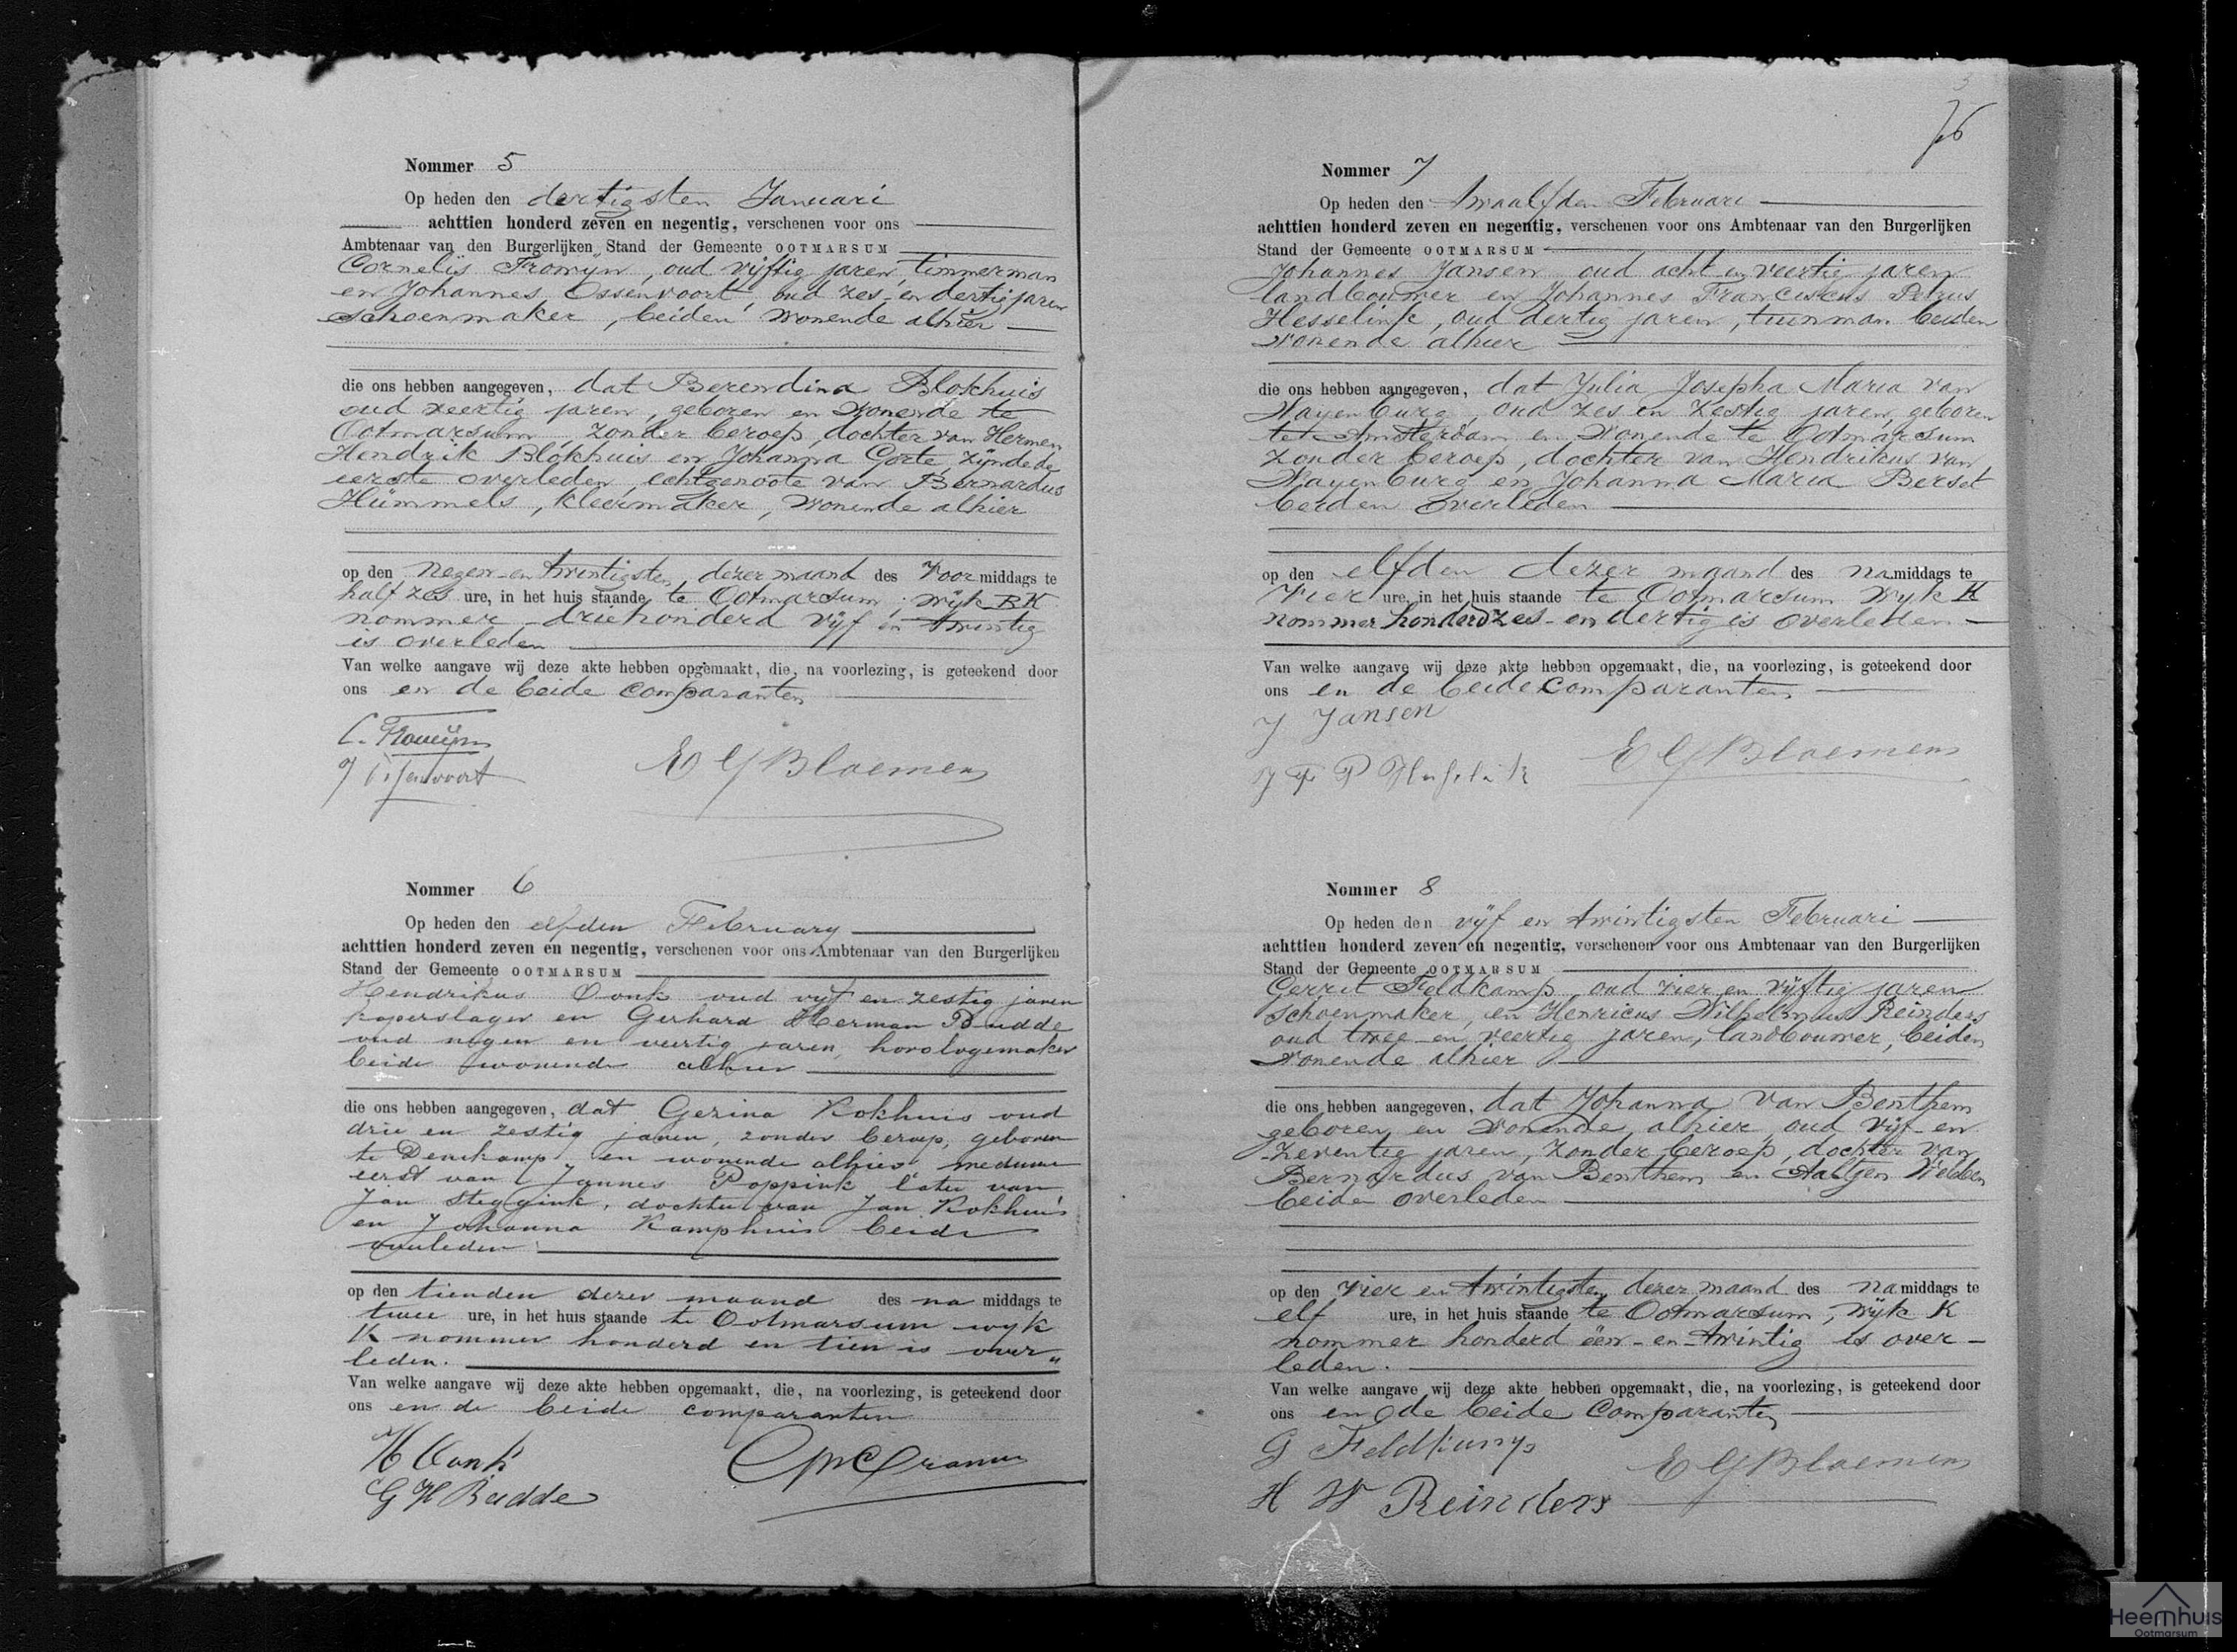 Nommer 5
Op heden den dertigsten Januari
achttien honderd zeven en negentig, verschenen voor ons
Ambtenaar van den Burgerlijken Stand der Gemeente OOTMARSUM
Cornelis Fromijn, oud vijftig jaren, timmerman
en Johannes Ossenvoort oud zes en dertig jaren
schoenmaker, beiden wonende alhier
die ons hebben aangegeven, dat Berendina Blokhuis
oud veertig jaren, geboren en wonende te
Ootmarsum, zonder beroep, dochter van Hermen
Hendrik Blokhuis en Johanna Gorte, zijnde de
eerste overleden, echtgenoote van Bernardus
Hümmels, kleermaker, wonende alhier
op den negen-en twintigsten dezer maand des voor middags te
half zes ure, in het huis staande te Ootmarsum, wijk RK
nommer driehonderd vijf en twintig
is overleden
Van welke aangave wij deze akte hebben opgemaakt, die, na voorlezing, is geteekend door
ons en de beide comparanten
C. Fromijn
J Ossenvoort
E G Bloemen
Nommer 6
Op heden den elfden February
achttien honderd zeven en negentig, verschenen voor ons Ambtenaar van den Burgerlijken
Stand der Gemeente OOTMARSUM
Hendrikus Oonk oud vijf en zestig jaren
koperslager en Gerhard Herman Budde
oud negen en veertig jaren, horologemaker
beide wonende alhier
die ons hebben aangegeven, dat Gezina Kokhuis oud
drie en zestig jaren, zonder beroep, geboren
te Denekamp en wonende alhier weduwe
eerst van Jannes Poppink later van
Jan Steggink, dochter van Jan Kokhuis
en Johanna Kamphuis beide
overleden
op den tienden dezer maand des na middags te
twee ure, in het huis staande te Ootmarsum wijk
K nommer honderd en tien is over„
leden.
Van welke aangave wij deze akte hebben opgemaakt, die, na voorlezing, is geteekend door
ons en de beide comparanten
H Oonk
G H Budde
76
Nommer 7
Op heden den twaalfden Februari
achttien honderd zeven en negentig, verschenen voor ons Ambtenaar van den Burgerlijken
Stand der Gemeente OOTMARSUM
Johannes Jansen oud acht en veertig jaren
landbouwer en Johannes Franciscus Petrus
Hesselink, oud dertig jaren, tuinman beiden
wonende alhier
die ons hebben aangegeven, dat Julia Josepha Maria van
Wayenburg, oud zes en zestig jaren, geboren
te Amsterdam en wonende te Ootmarsum
zonder beroep, dochter van Hendrikus van
Wayenburg en Johanna Maria Berset
beiden overleden
op den elfden dezer maand des na middags te
vier ure, in het huis staande te Ootmarsum wijk K
nommer honderd zes-en dertig is overleden
Van welke aangave wij deze akte hebben opgemaakt, die, na voorlezing, is geteekend door
ons en de beide comparanten
J Jansen
J F P Hesselink
E G Bloemen
Nommer 8
Op heden den vijf en twintigsten Februari
achttien honderd zeven en negentig, verschenen voor ons Ambtenaar van den Burgerlijken
Stand der Gemeente OOTMARSUM
Gerrit Feldkamp, oud vier en vijftig jaren
schoenmaker, en Henricus Wilhelmus Reinders
oud twee-en veertig jaren, landbouwer, beiden
wonende alhier
die ons hebben aangegeven, dat Johanna van Benthem
geboren en wonende alhier oud vijf en
zeventig jaren, zonder beroep, dochter van
Bernardus van Benthem en Aaltjen Webben
beide overleden
op den vier en twintigsten dezer maand des na middags te
elf ure, in het huis staande te Ootmarsum, wijk K
nommer honderd een-en-twintig is over-
leden.
Van welke aangave wij deze akte hebben opgemaakt, die, na voorlezing, is geteekend door
ons en de beide Comparanten
G Feldkamp
H W Reinders
E G Bloemen
Heemhuis
Ootmarsum